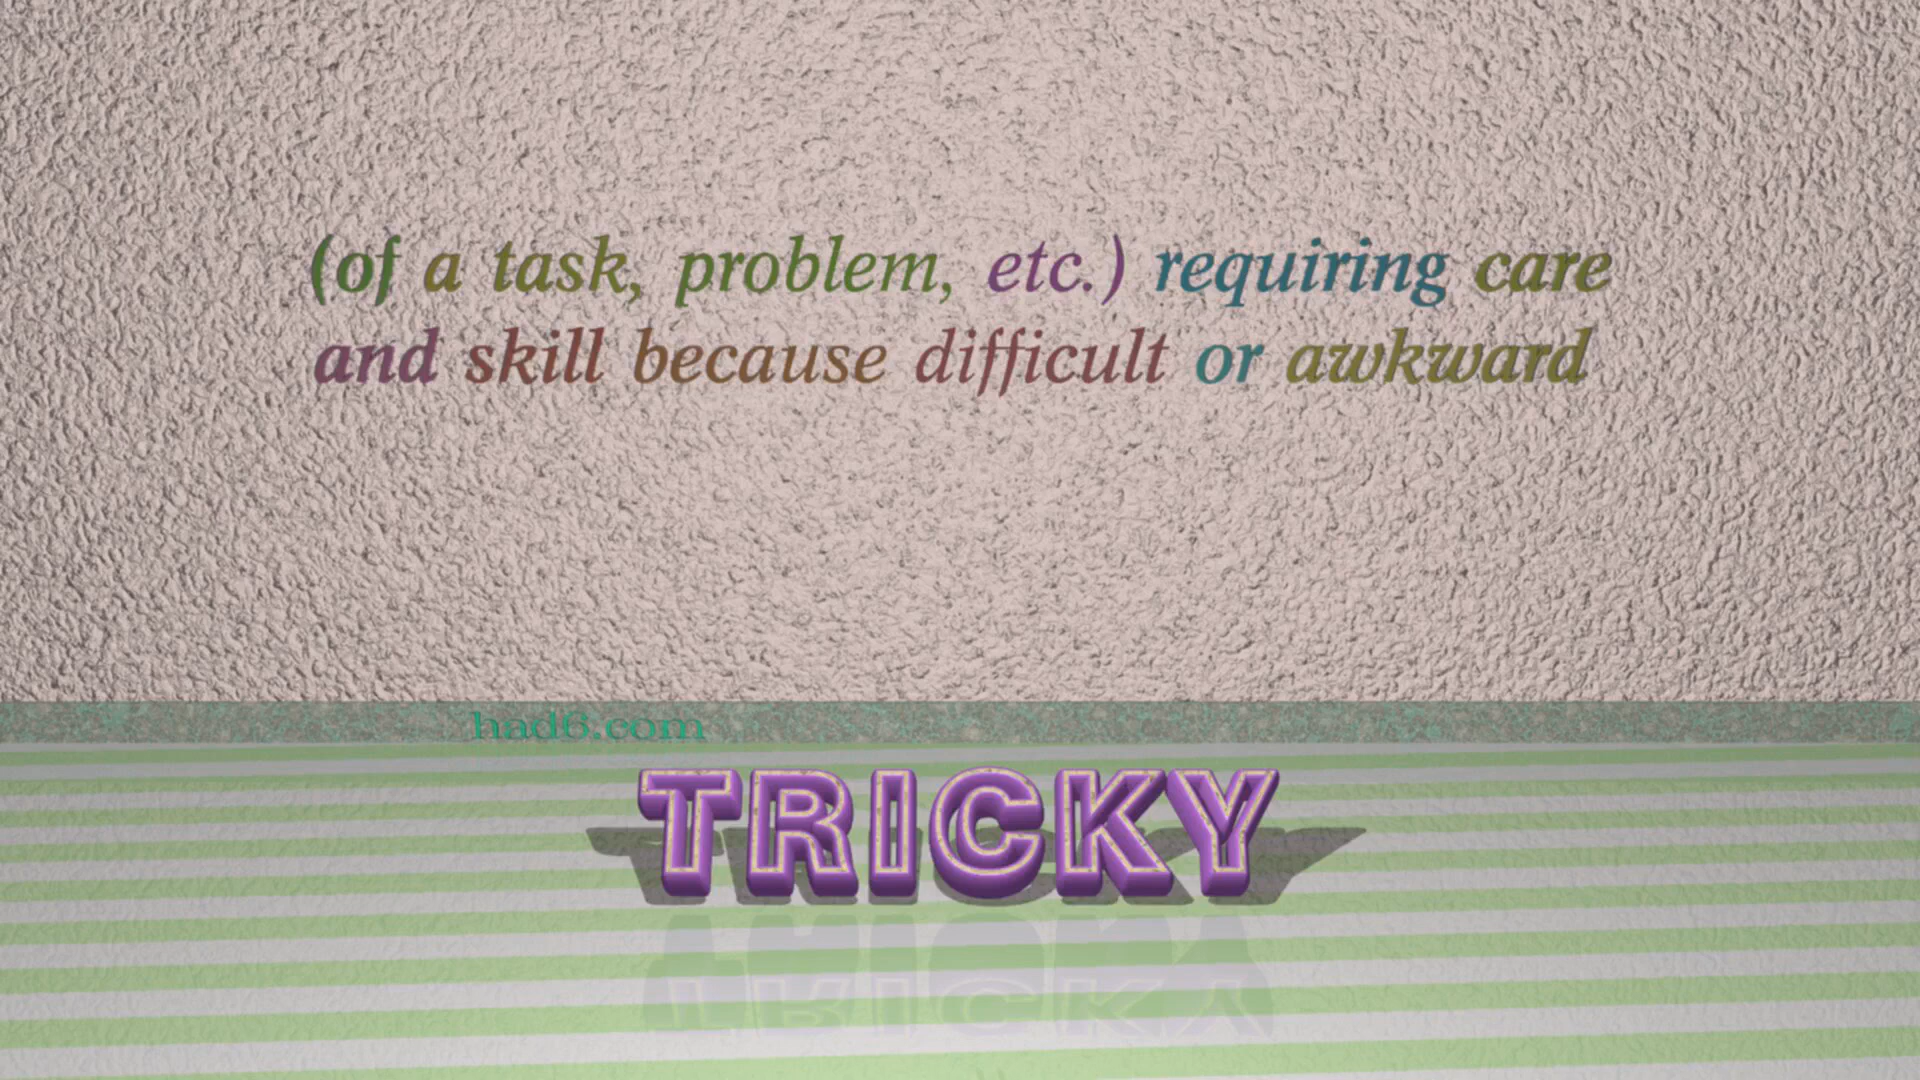 (of a task, problem, etc.) requiring care
and skill because difficult or awkward
had6.com
TRICKY